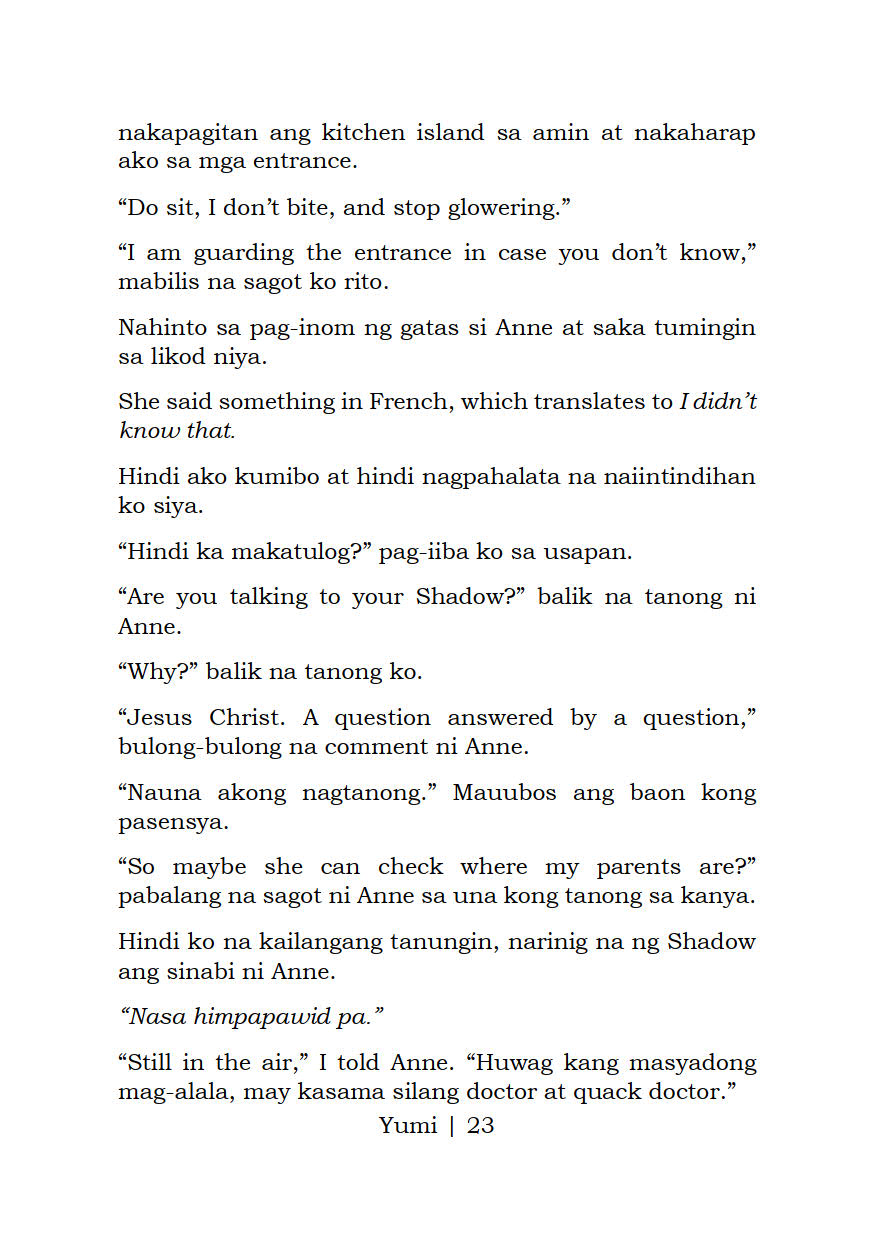 nakapagitan ang kitchen island sa amin at nakaharap
ako sa mga entrance.
“Do sit, I don’t bite, and stop glowering.”
“I am guarding the entrance in case you don’t know,”
mabilis na sagot ko rito.
Nahinto sa pag-inom ng gatas si Anne at saka tumingin
sa likod niya.
She said something in French, which translates to I didn’t
know that.
Hindi ako kumibo at hindi nagpahalata na naiintindihan
ko siya.
“Hindi ka makatulog?” pag-iiba ko sa usapan.
“Are you talking to your Shadow?” balik na tanong ni
Anne.
“Why?” balik na tanong ko.
“Jesus Christ. A question answered by a question,”
bulong-bulong na comment ni Anne.
“Nauna akong nagtanong.” Mauubos ang baon kong
pasensya.
“So maybe she can check where my parents are?”
pabalang na sagot ni Anne sa una kong tanong sa kanya.
Hindi ko na kailangang tanungin, narinig na ng Shadow
ang sinabi ni Anne.
“Nasa himpapawid pa.”
“Still in the air,” I told Anne. “Huwag kang masyadong
mag-alala, may kasama silang doctor at quack doctor.”
Yumi | 23